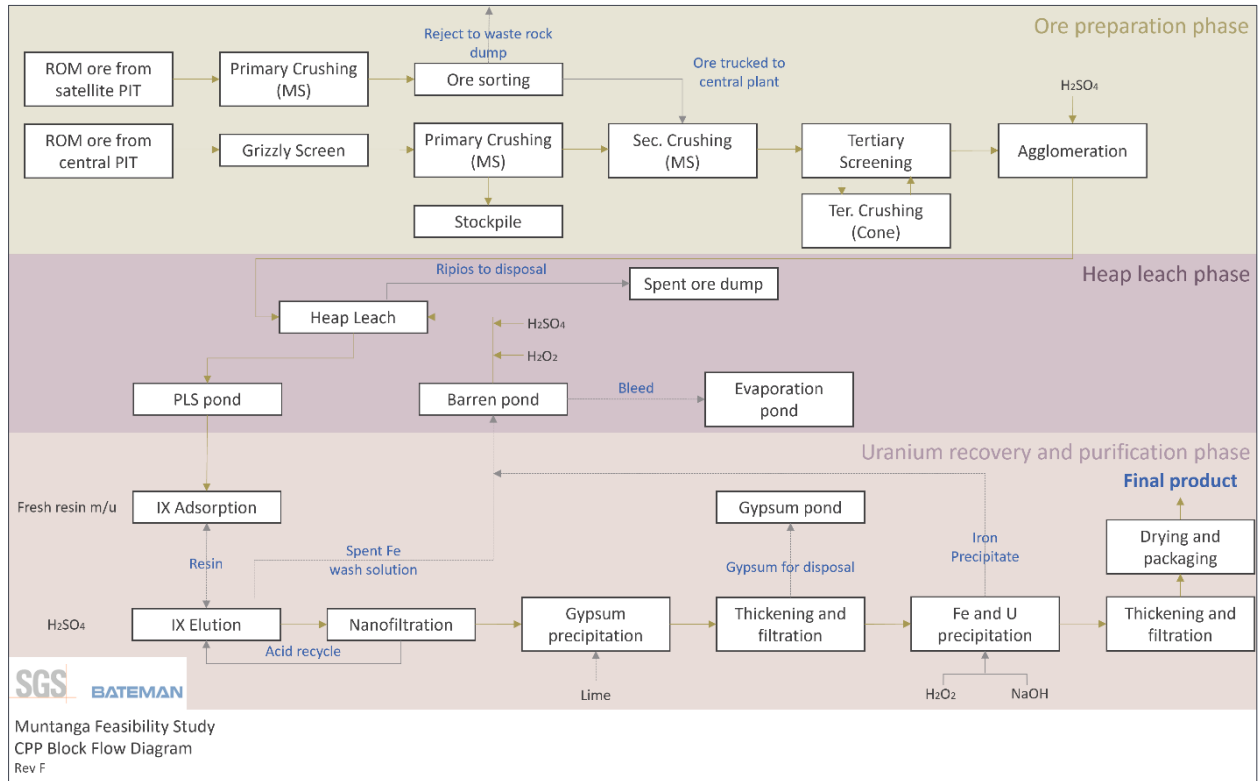 Ore preparation phase
Reject to waste rock
dump
ROM ore from
satellite PIT
Primary Crushing
(MS)
Ore sorting
Ore trucked to
central plant
H₂SO₄
ROM ore from
central PIT
Grizzly Screen
Primary Crushing
(MS)
Sec. Crushing
(MS)
Tertiary
Screening
Agglomeration
Stockpile
Ter. Crushing
(Cone)
Heap leach phase
Ripios to disposal
Spent ore dump
Heap Leach
H₂SO₄
H₂O₂
PLS pond
Barren pond
Bleed
Evaporation
pond
Uranium recovery and purification phase
Final product
Fresh resin m/u
IX Adsorption
Gypsum pond
Drying and
packaging
Resin
Spent Fe
wash solution
Gypsum for disposal
Iron
Precipitate
H₂SO₄
IX Elution
Nanofiltration
Gypsum
precipitation
Thickening and
filtration
Fe and U
precipitation
Thickening and
filtration
Acid recycle
Lime
H₂O₂
NaOH
SGS
BATEMAN
Muntanga Feasibility Study
CPP Block Flow Diagram
Rev F